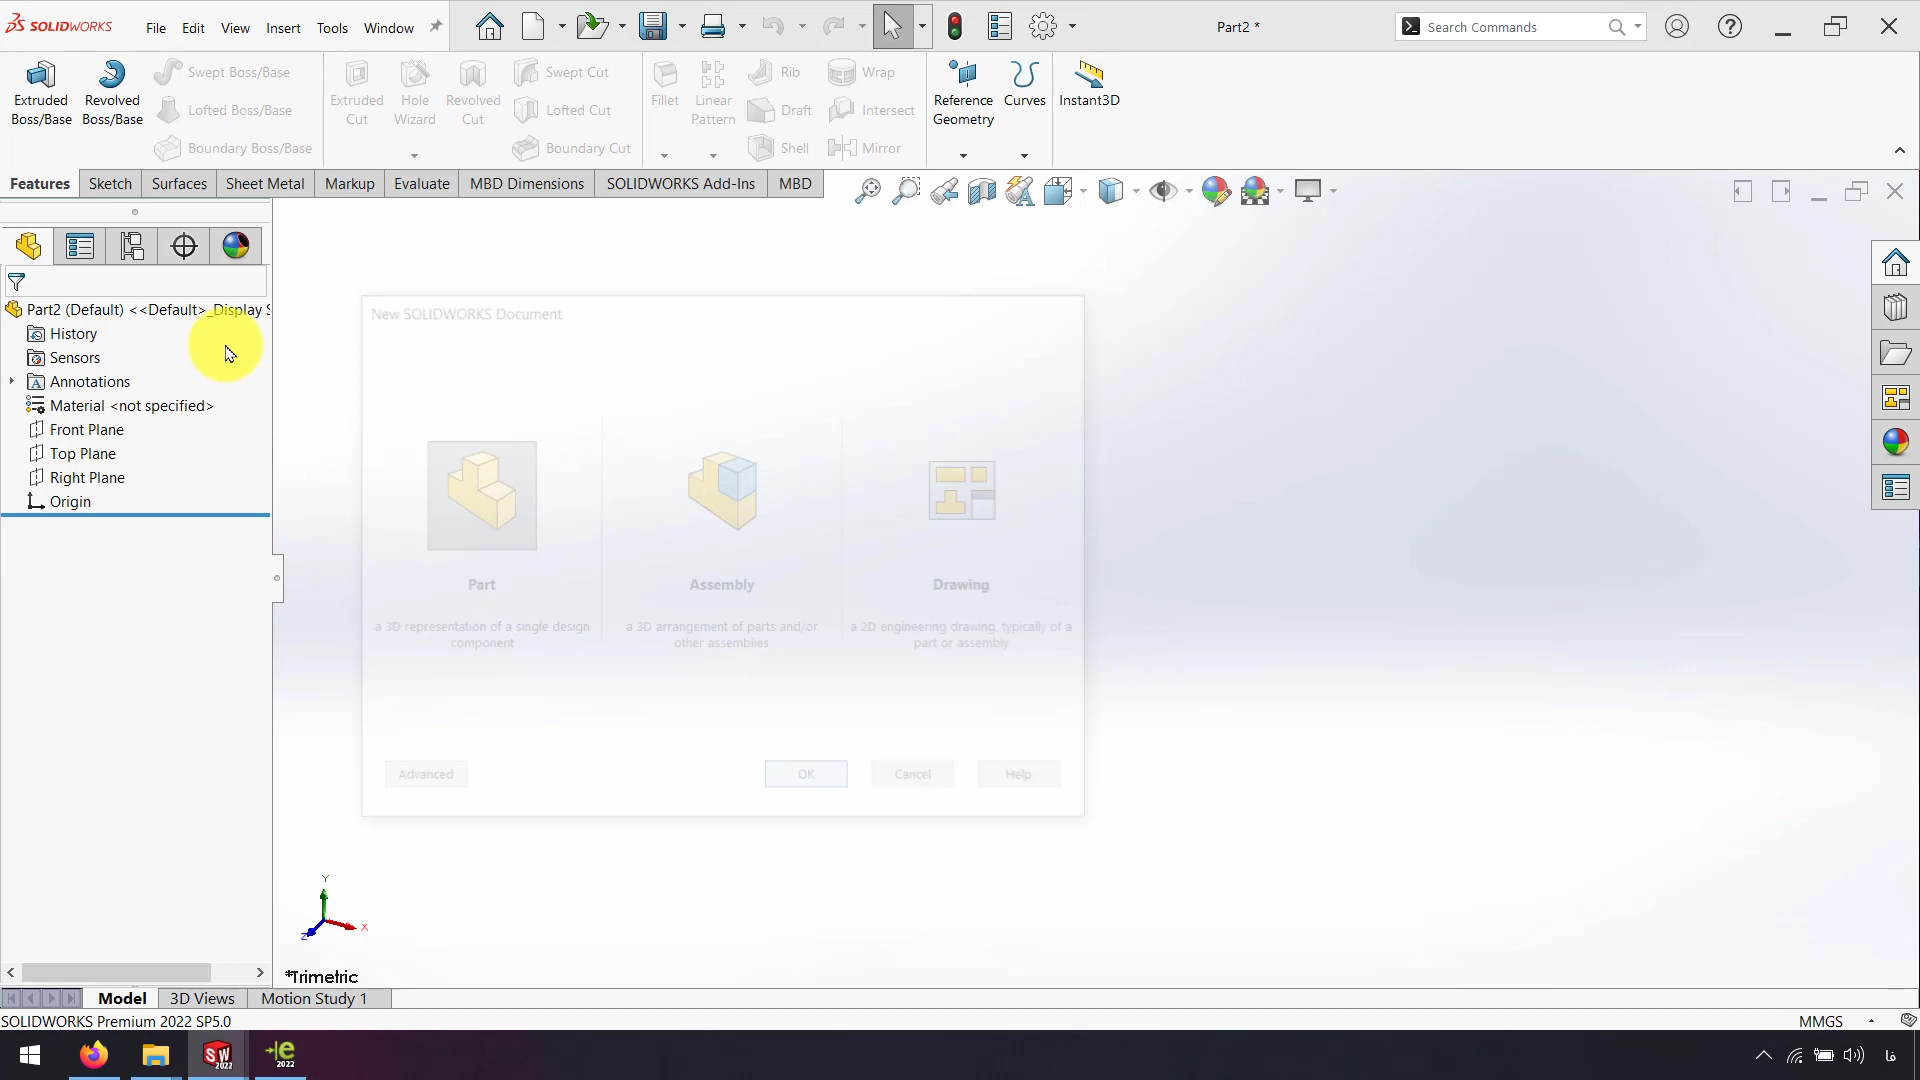 SOLIDWORKS File Edit View Insert Tools Window Part2 * Search Commands
Extruded Boss/Base
Revolved Boss/Base
Swept Boss/Base
Lofted Boss/Base
Boundary Boss/Base
Extruded Cut
Hole Wizard
Revolved Cut
Swept Cut
Lofted Cut
Boundary Cut
Fillet
Linear Pattern
Rib
Draft
Shell
Wrap
Intersect
Mirror
Reference Geometry
Curves
Instant3D
Features Sketch Surfaces Sheet Metal Markup Evaluate MBD Dimensions SOLIDWORKS Add-Ins MBD
Part2 (Default) <<Default>_Display S
History
Sensors
Annotations
Material <not specified>
Front Plane
Top Plane
Right Plane
Origin
New SOLIDWORKS Document
Part
a 3D representation of a single design
component
Assembly
a 3D arrangement of parts and/or
other assemblies
Drawing
a 2D engineering drawing, typically of a
part or assembly
Advanced OK Cancel Help
Y
X
Z
*Trimetric
Model 3D Views Motion Study 1
SOLIDWORKS Premium 2022 SP5.0 MMGS
SW 2022
e 2022
فا